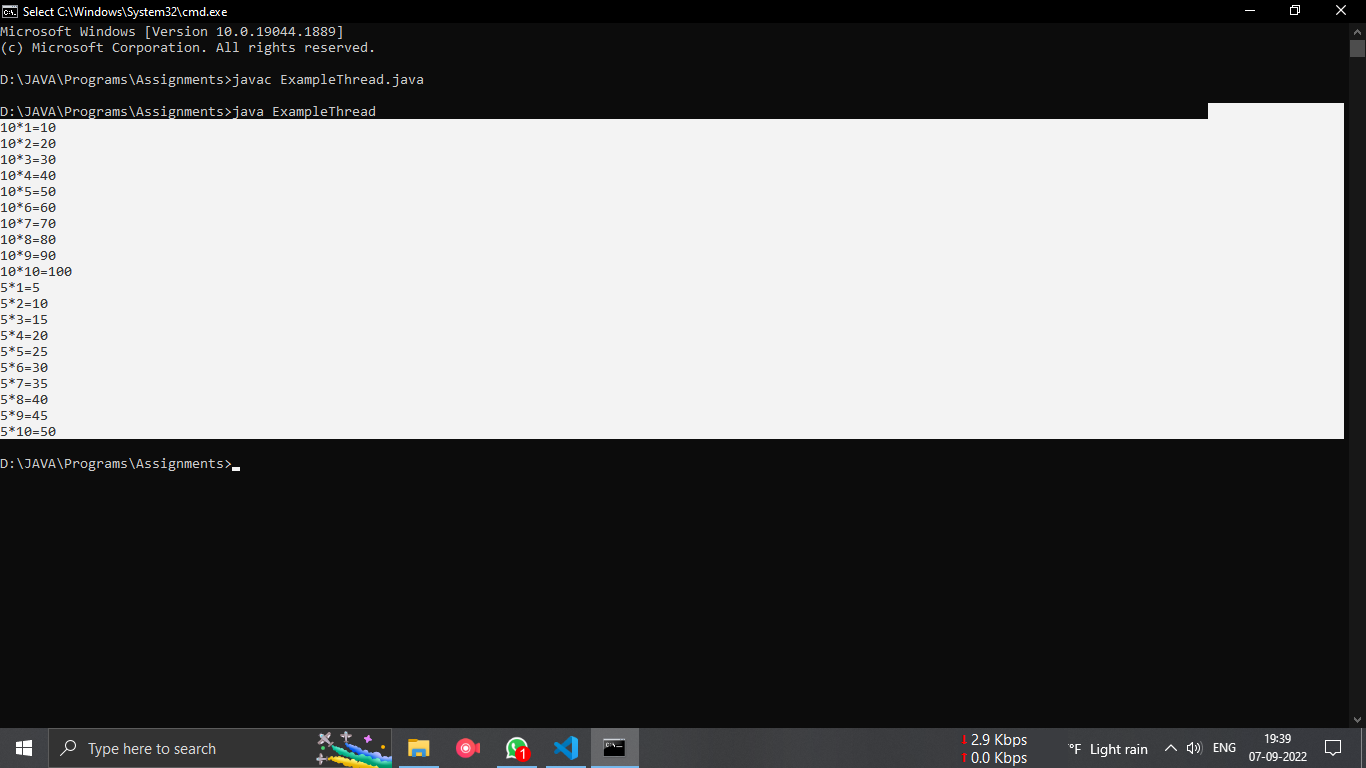 Select C:\Windows\System32\cmd.exe
Microsoft Windows [Version 10.0.19044.1889]
(c) Microsoft Corporation. All rights reserved.
D:\JAVA\Programs\Assignments>javac ExampleThread.java
D:\JAVA\Programs\Assignments>java ExampleThread
10*1=10
10*2=20
10*3=30
10*4=40
10*5=50
10*6=60
10*7=70
10*8=80
10*9=90
10*10=100
5*1=5
5*2=10
5*3=15
5*4=20
5*5=25
5*6=30
5*7=35
5*8=40
5*9=45
5*10=50
D:\JAVA\Programs\Assignments>
Type here to search
1
2.9 Kbps
0.0 Kbps
°F Light rain
ENG
19:39
07-09-2022